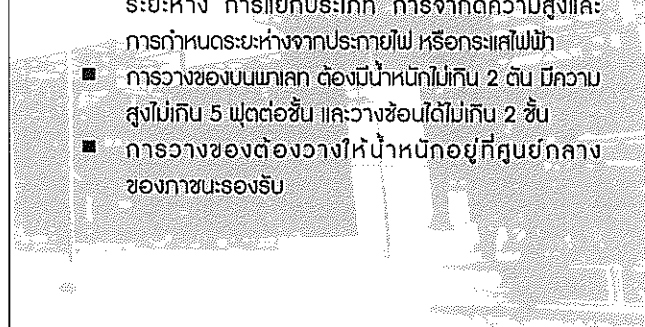 ระยะห่าง การแยกประเภท การจำกัดความสูงและ
การกำหนดระยะห่างจากประกายไฟ หรือกระแสไฟฟ้า
■ การวางของบนพาเลท ต้องมีน้ำหนักไม่เกิน 2 ตัน มีความ
สูงไม่เกิน 5 ฟุตต่อชั้น และวางซ้อนได้ไม่เกิน 2 ชั้น
■ การวางของต้องวางให้น้ำหนักอยู่ที่ศูนย์กลาง
ของภาชนะรองรับ